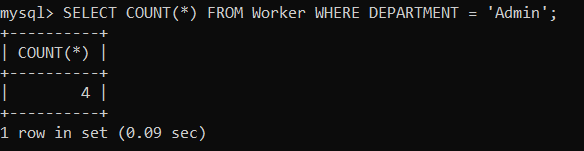 mysql> SELECT COUNT(*) FROM Worker WHERE DEPARTMENT = 'Admin';
+----------+
| COUNT(*) |
+----------+
|        4 |
+----------+
1 row in set (0.09 sec)